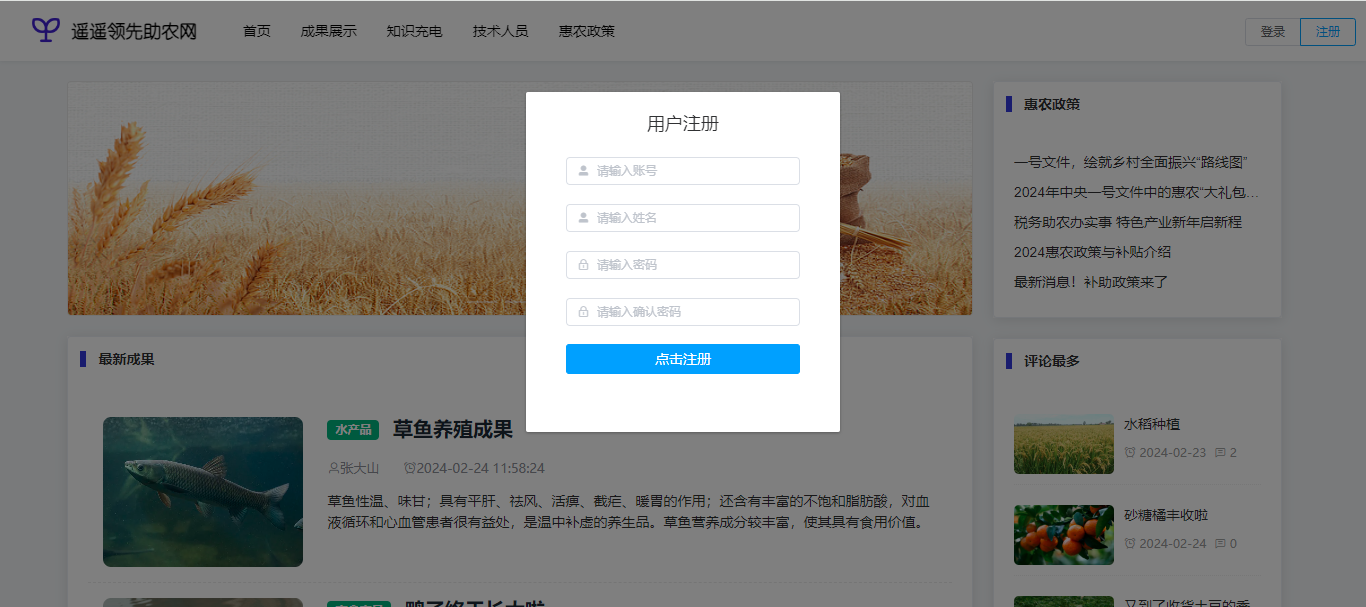 遥遥领先助农网
首页
成果展示
知识充电
技术人员
惠农政策
登录
注册
用户注册
请输入账号
请输入姓名
请输入密码
请输入确认密码
点击注册
惠农政策
一号文件，绘就乡村全面振兴“路线图”
2024年中央一号文件中的惠农“大礼包...
税务助农办实事 特色产业新年启新程
2024惠农政策与补贴介绍
最新消息！补助政策来了
最新成果
水产品
草鱼养殖成果
张大山
2024-02-24 11:58:24
草鱼性温、味甘；具有平肝、祛风、活痹、截疟、暖胃的作用；还含有丰富的不饱和脂肪酸，对血
液循环和心血管患者很有益处，是温中补虚的养生品。草鱼营养成分较丰富，使其具有食用价值。
评论最多
水稻种植
2024-02-23 2
砂糖橘丰收啦
2024-02-24 0